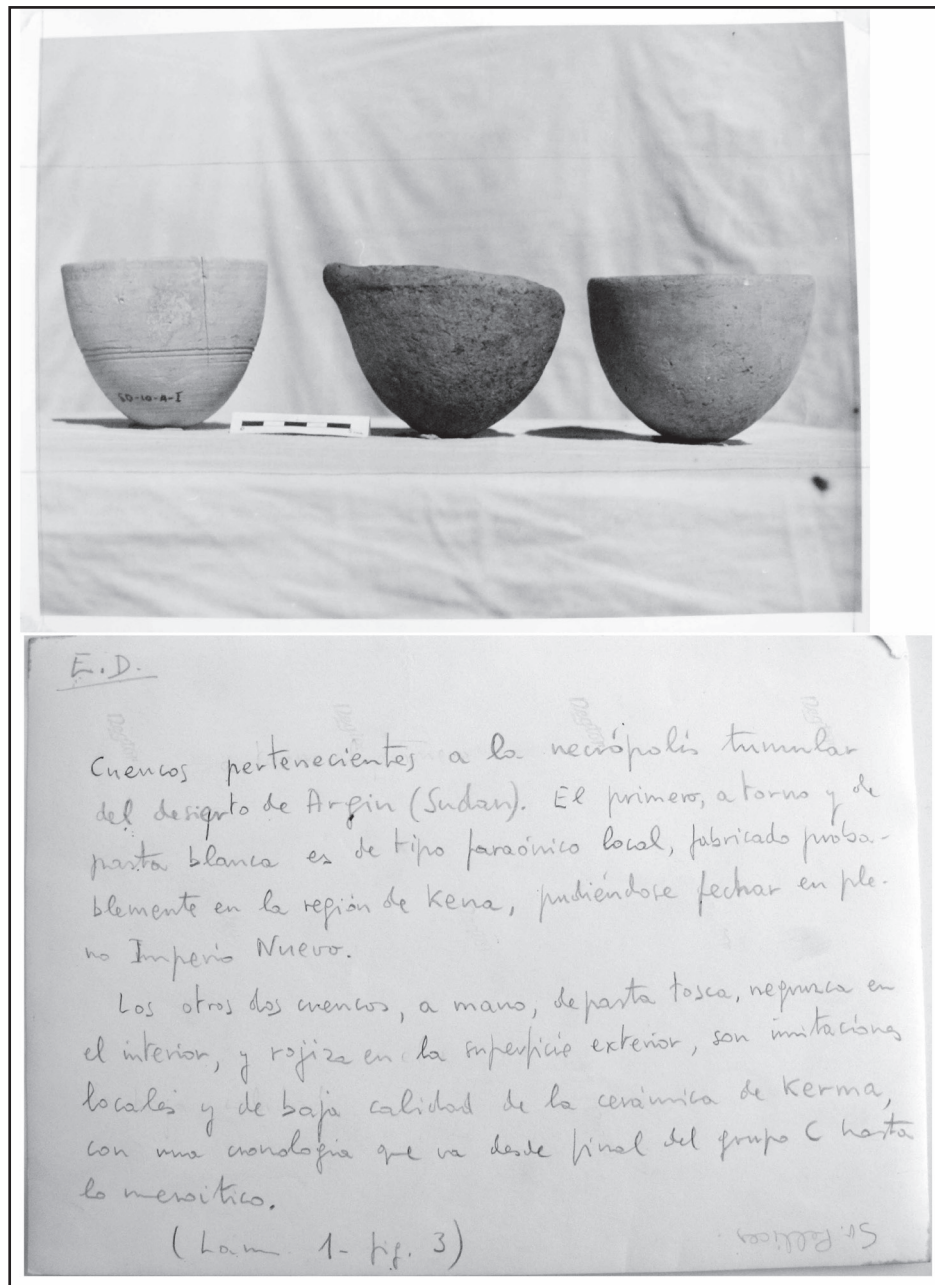 SD-10-A-I
E.D.
Cuencos pertenecientes a la necrópolis tumular
del desierto de Argin (Sudan). El primero, a torno y de
pasta blanca es de tipo faraónico local, fabricado proba-
blemente en la región de Kena, pudiéndose fechar en ple-
no Imperio Nuevo.
Los otros dos cuencos, a mano, de pasta tosca, negruzca en
el interior, y rojiza en la superficie exterior, son imitaciones
locales y de baja calidad de la cerámica de Kerma,
con una cronologia que va desde final del grupo C hasta
lo meroitico.
(Lam 1- fig. 3)
Sr. Pellicer